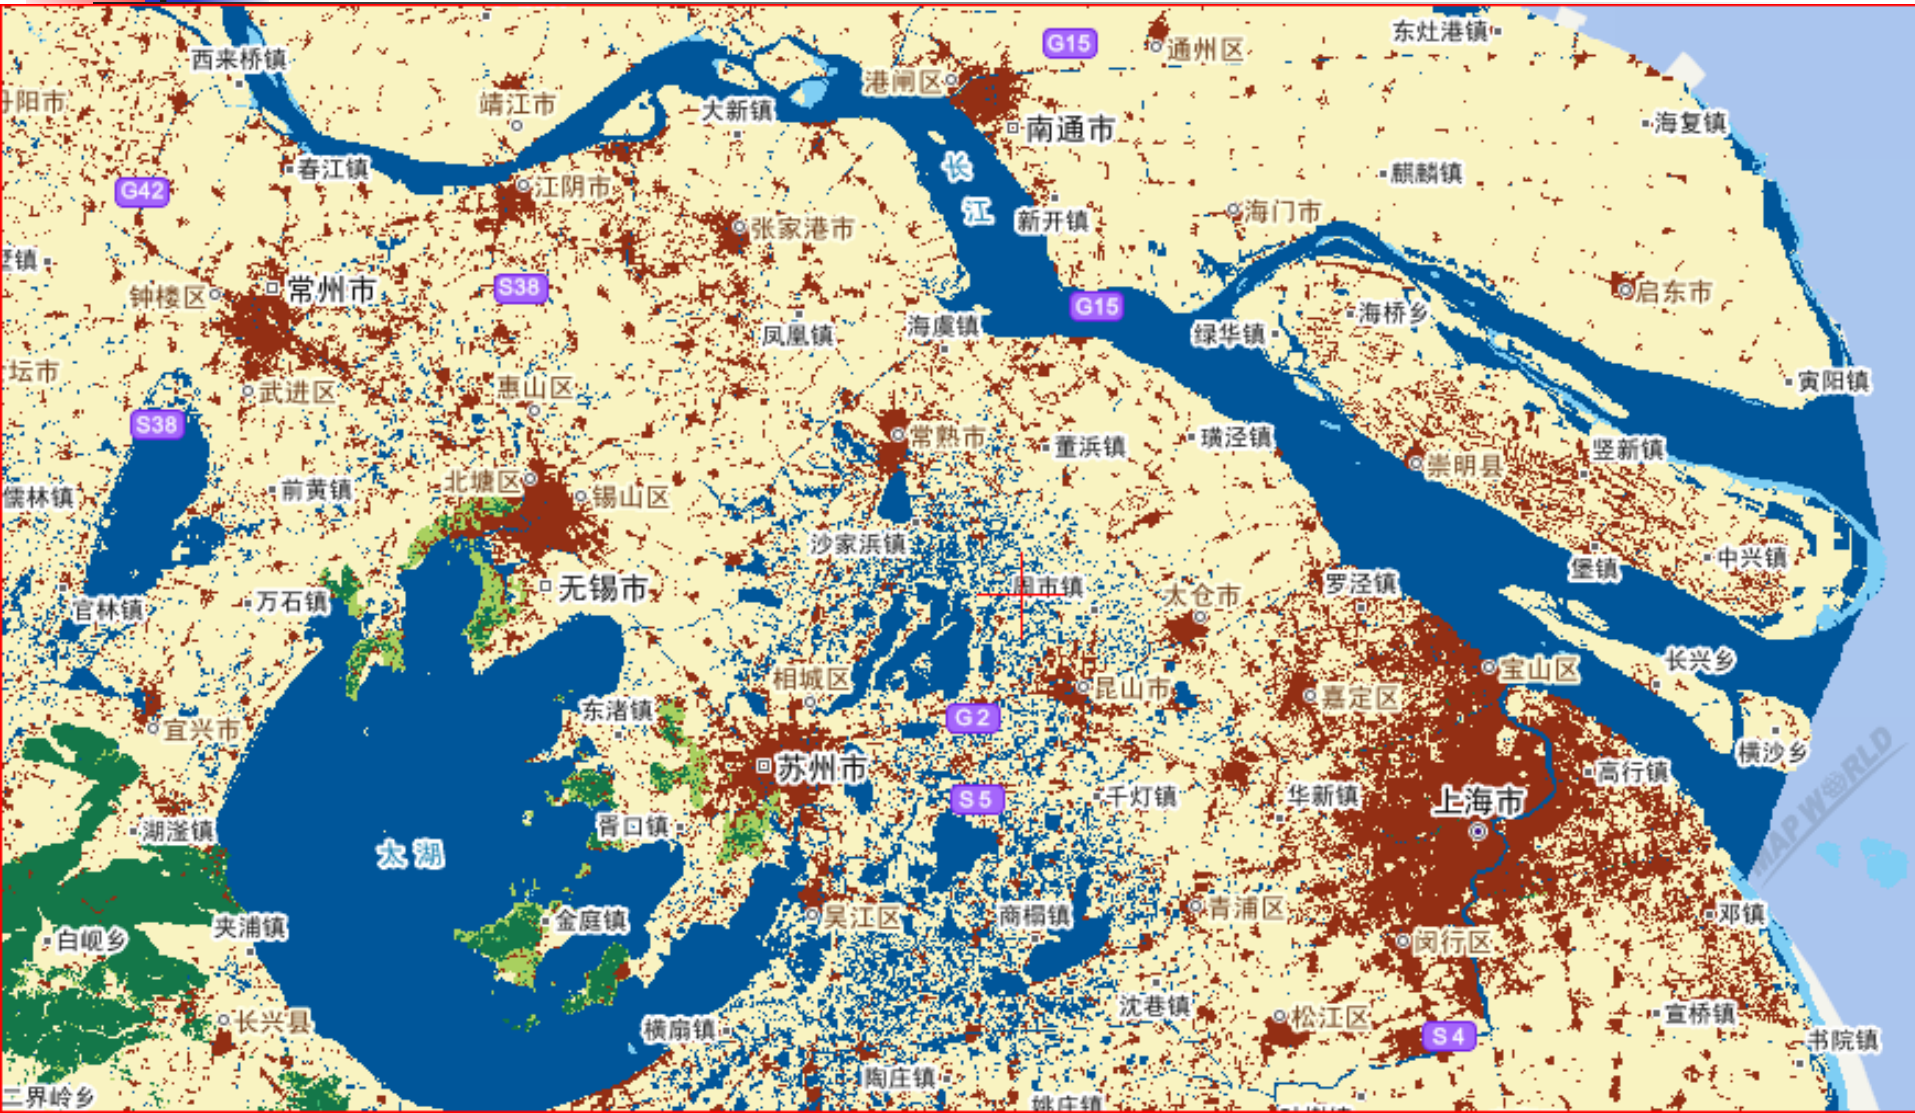 东灶港镇
G15
通州区
西来桥镇
港闸区
丹阳市
靖江市
大新镇
南通市
海复镇
春江镇
长
江
麒麟镇
G42
江阴市
新开镇
海门市
张家港市
钟楼区
常州市
S38
G15
启东市
凤凰镇
海虞镇
绿华镇
海桥乡
坛市
武进区
惠山区
寅阳镇
S38
常熟市
董浜镇
璜泾镇
竖新镇
崇明县
儒林镇
前黄镇
北塘区
锡山区
沙家浜镇
中兴镇
堡镇
官林镇
万石镇
无锡市
周市镇
太仓市
罗泾镇
相城区
昆山市
嘉定区
宝山区
长兴乡
宜兴市
东渚镇
G2
横沙乡
苏州市
S5
千灯镇
华新镇
上海市
高行镇
湖滏镇
胥口镇
太湖
MAP WORLD
白岘乡
夹浦镇
金庭镇
吴江区
商榻镇
青浦区
闵行区
邓镇
长兴县
横扇镇
沈巷镇
松江区
S4
宣桥镇
书院镇
二界岭乡
陶庄镇
姚庄镇